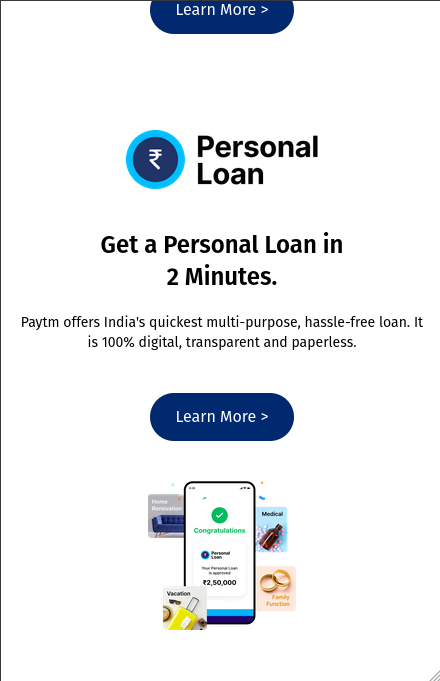 Learn More >
₹
Personal
Loan
Get a Personal Loan in
2 Minutes.
Paytm offers India's quickest multi-purpose, hassle-free loan. It
is 100% digital, transparent and paperless.
Learn More >
Home
Renovation
Congratulations
Medical
Personal
Loan
Your Personal Loan
is approved
₹2,50,000
Vacation
Family
Function